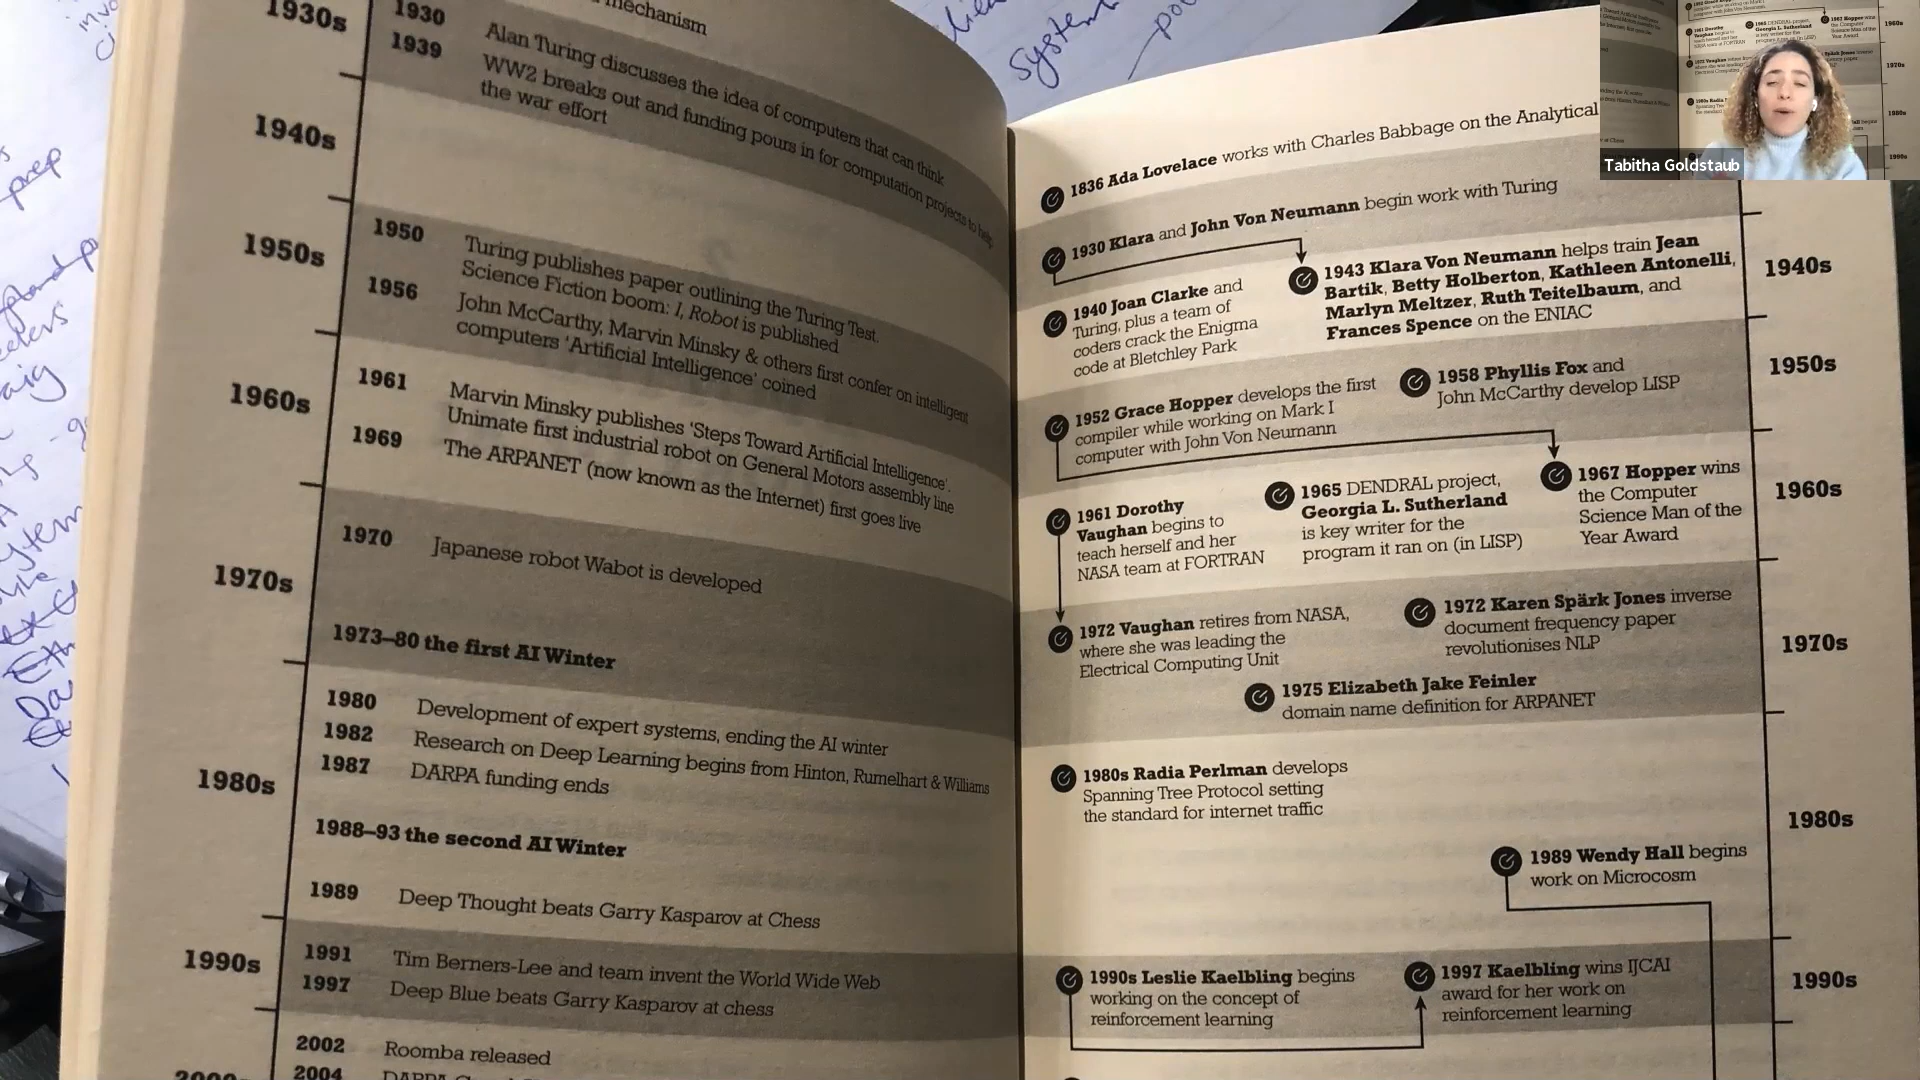 mechanism
1930s
1930 Alan Turing discusses the idea of computers that can think
1939 WW2 breaks out and funding pours in for computation projects to help
the war effort
1940s
1950s
1950 Turing publishes paper outlining the Turing Test.
Science Fiction boom: I, Robot is published
1956 John McCarthy, Marvin Minsky & others first confer on intelligent
computers ‘Artificial Intelligence’ coined
1960s
1961 Marvin Minsky publishes ‘Steps Toward Artificial Intelligence’.
Unimate first industrial robot on General Motors assembly line
1969 The ARPANET (now known as the Internet) first goes live
1970s
1970 Japanese robot Wabot is developed
1973–80 the first AI Winter
1980s
1980 Development of expert systems, ending the AI winter
1982 Research on Deep Learning begins from Hinton, Rumelhart & Williams
1987 DARPA funding ends
1988–93 the second AI Winter
1989 Deep Thought beats Garry Kasparov at Chess
1990s
1991 Tim Berners-Lee and team invent the World Wide Web
1997 Deep Blue beats Garry Kasparov at chess
2002 Roomba released
2004 DARPA
prep
System
1836 Ada Lovelace works with Charles Babbage on the Analytical
1930 Klara and John Von Neumann begin work with Turing
1940 Joan Clarke and
Turing, plus a team of
coders crack the Enigma
code at Bletchley Park
1943 Klara Von Neumann helps train Jean
Bartik, Betty Holberton, Kathleen Antonelli,
Marlyn Meltzer, Ruth Teitelbaum, and
Frances Spence on the ENIAC
1940s
1952 Grace Hopper develops the first
compiler while working on Mark I
computer with John Von Neumann
1958 Phyllis Fox and
John McCarthy develop LISP
1950s
1961 Dorothy
Vaughan begins to
teach herself and her
NASA team at FORTRAN
1965 DENDRAL project,
Georgia L. Sutherland
is key writer for the
program it ran on (in LISP)
1967 Hopper wins
the Computer
Science Man of the
Year Award
1960s
1972 Vaughan retires from NASA,
where she was leading the
Electrical Computing Unit
1972 Karen Spärk Jones inverse
document frequency paper
revolutionises NLP
1975 Elizabeth Jake Feinler
domain name definition for ARPANET
1970s
1980s Radia Perlman develops
Spanning Tree Protocol setting
the standard for internet traffic
1980s
1989 Wendy Hall begins
work on Microcosm
1990s Leslie Kaelbling begins
working on the concept of
reinforcement learning
1997 Kaelbling wins IJCAI
award for her work on
reinforcement learning
1990s
Tabitha Goldstaub